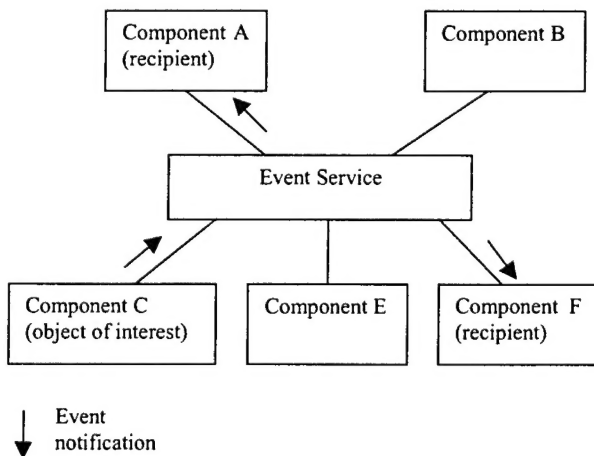 Component A
(recipient)
Component B
Event Service
Component C
(object of interest)
Component E
Component F
(recipient)
Event
notification